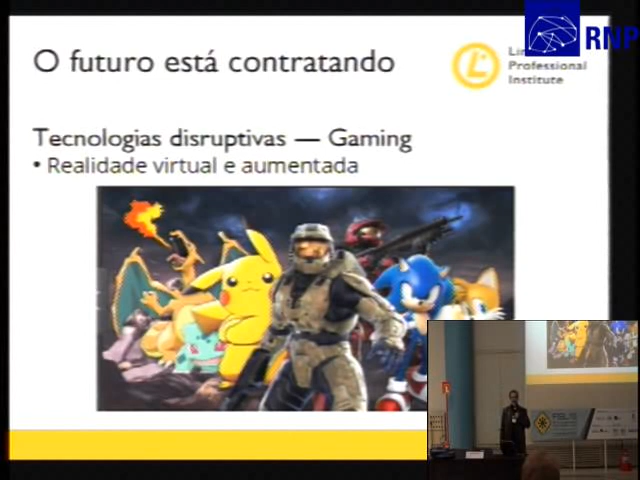 O futuro está contratando
Professional
Institute
RNP
Tecnologias disruptivas — Gaming
• Realidade virtual e aumentada